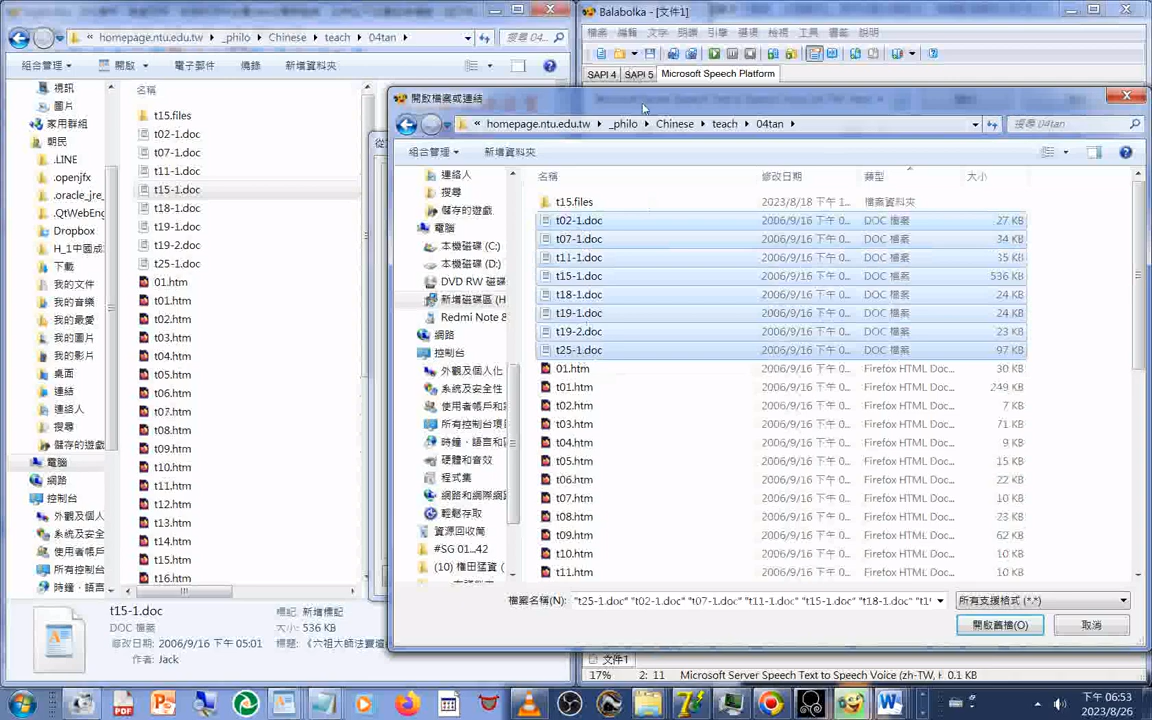 homepage.ntu.edu.tw ▸ _philo ▸ Chinese ▸ teach ▸ 04tan
搜尋 04...
組合管理 ▾ 開啟 電子郵件 燒錄 新增資料夾
視訊
圖片
家用群組
朝民
.LINE
.openjfx
.oracle_jre_
.QtWebEng
Dropbox
H_1中國成
下載
我的文件
我的音樂
我的最愛
我的圖片
我的影片
桌面
連結
連絡人
搜尋
儲存的遊戲
電腦
網路
控制台
外觀及個人
系統及安全
使用者帳戶
所有控制台
時鐘、語言
名稱
t15.files
t02-1.doc
t07-1.doc
t11-1.doc
t15-1.doc
t18-1.doc
t19-1.doc
t19-2.doc
t25-1.doc
01.htm
t01.htm
t02.htm
t03.htm
t04.htm
t05.htm
t06.htm
t07.htm
t08.htm
t09.htm
t10.htm
t11.htm
t12.htm
t13.htm
t14.htm
t15.htm
t16.htm
t15-1.doc 標記: 新增標記
DOC 檔案 大小: 536 KB
修改日期: 2006/9/16 下午 05:01
作者: Jack
Balabolka - [文件1]
檔案 編輯 文字 朗讀 選項 檢視 工具 書籤 說明
SAPI 4 SAPI 5 Microsoft Speech Platform
開啟檔案或連結
homepage.ntu.edu.tw ▸ _philo ▸ Chinese ▸ teach ▸ 04tan ▸
搜尋 04tan
組合管理 ▾ 新增資料夾
連絡人
搜尋
儲存的遊戲
電腦
本機磁碟 (C:)
本機磁碟 (D:)
DVD RW 磁碟
新增磁碟區 (H
Redmi Note 8
網路
控制台
外觀及個人化
系統及安全性
使用者帳戶和
所有控制台項
時鐘、語言和
硬體和音效
程式集
網路和網際網
輕鬆存取
資源回收筒
#SG 01...42
(10) 権田猛資 (
名稱 修改日期 類型 大小
t15.files 2023/8/18 下午 1... 檔案資料夾
t02-1.doc 2006/9/16 下午 0... DOC 檔案 27 KB
t07-1.doc 2006/9/16 下午 0... DOC 檔案 34 KB
t11-1.doc 2006/9/16 下午 0... DOC 檔案 35 KB
t15-1.doc 2006/9/16 下午 0... DOC 檔案 536 KB
t18-1.doc 2006/9/16 下午 0... DOC 檔案 24 KB
t19-1.doc 2006/9/16 下午 0... DOC 檔案 24 KB
t19-2.doc 2006/9/16 下午 0... DOC 檔案 23 KB
t25-1.doc 2006/9/16 下午 0... DOC 檔案 97 KB
01.htm 2006/9/16 下午 0... Firefox HTML Doc... 30 KB
t01.htm 2006/9/16 下午 0... Firefox HTML Doc... 249 KB
t02.htm 2006/9/16 下午 0... Firefox HTML Doc... 7 KB
t03.htm 2006/9/16 下午 0... Firefox HTML Doc... 71 KB
t04.htm 2006/9/16 下午 0... Firefox HTML Doc... 9 KB
t05.htm 2006/9/16 下午 0... Firefox HTML Doc... 15 KB
t06.htm 2006/9/16 下午 0... Firefox HTML Doc... 22 KB
t07.htm 2006/9/16 下午 0... Firefox HTML Doc... 10 KB
t08.htm 2006/9/16 下午 0... Firefox HTML Doc... 23 KB
t09.htm 2006/9/16 下午 0... Firefox HTML Doc... 62 KB
t10.htm 2006/9/16 下午 0... Firefox HTML Doc... 10 KB
t11.htm 2006/9/16 下午 0... Firefox HTML Doc... 10 KB
檔案名稱(N): "t25-1.doc" "t02-1.doc" "t07-1.doc" "t11-1.doc" "t15-1.doc" "t18-1.doc" "t1
所有支援格式 (*.*)
開啟舊檔(O) 取消
文件1
17% 2: 11 Microsoft Server Speech Text to Speech Voice (zh-TW, H 0.1 KB
下午 06:53
2023/8/26